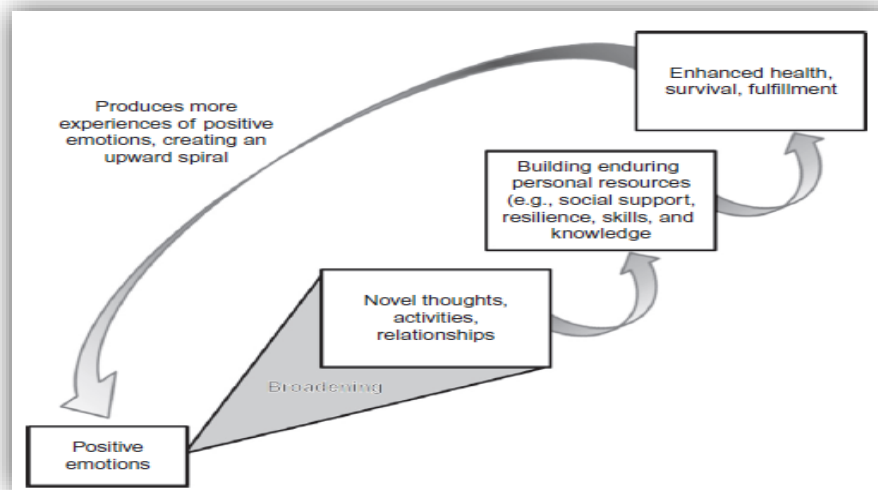 Enhanced health,
survival, fulfillment
Produces more
experiences of positive
emotions, creating an
upward spiral
Building enduring
personal resources
(e.g., social support,
resilience, skills, and
knowledge
Novel thoughts,
activities,
relationships
Broadening
Positive
emotions